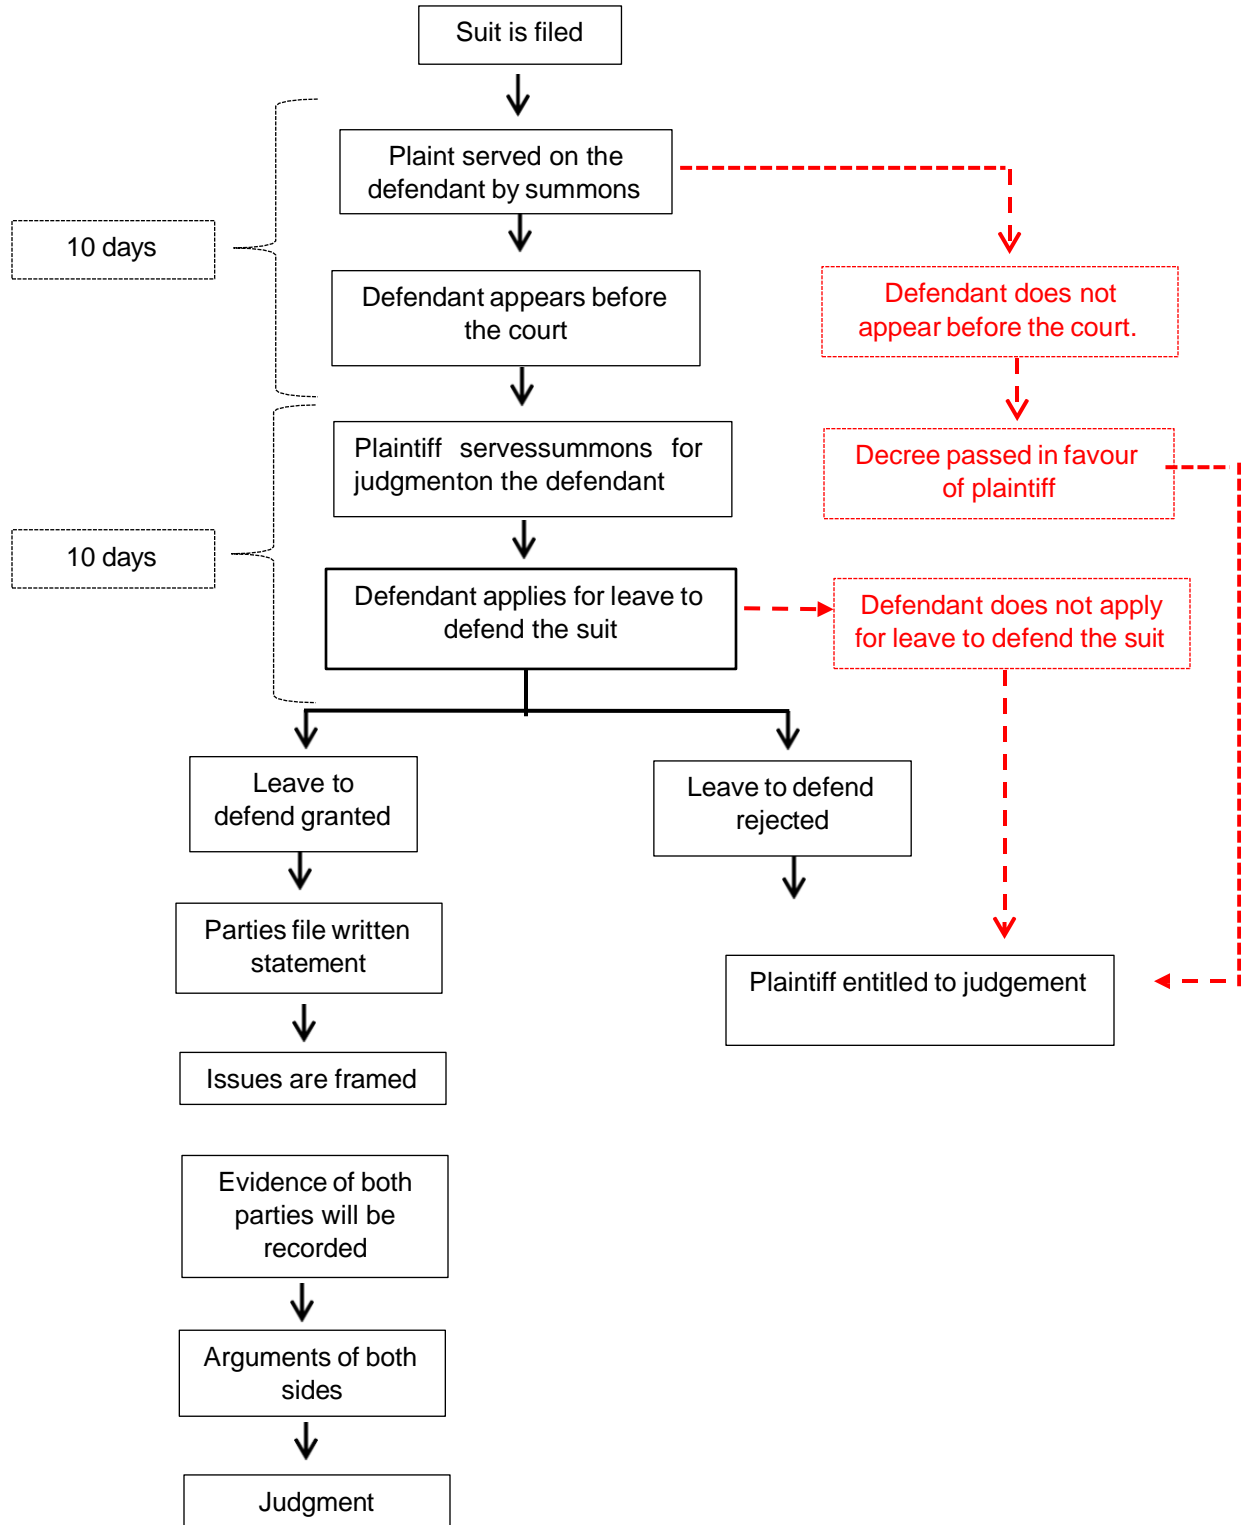 Suit is filed
Plaint served on the
defendant by summons
10 days
Defendant appears before
the court
Defendant does not
appear before the court.
Plaintiff servessummons for
judgmenton the defendant
Decree passed in favour
of plaintiff
10 days
Defendant applies for leave to
defend the suit
Defendant does not apply
for leave to defend the suit
Leave to
defend granted
Leave to defend
rejected
Parties file written
statement
Plaintiff entitled to judgement
Issues are framed
Evidence of both
parties will be
recorded
Arguments of both
sides
Judgment